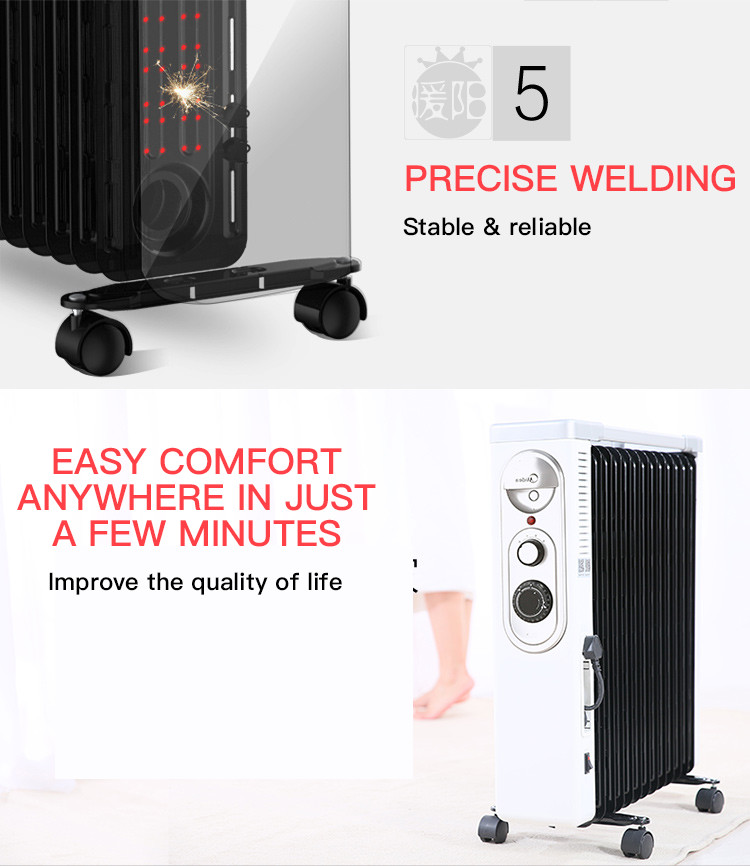 暖阳
5
PRECISE WELDING
Stable & reliable
EASY COMFORT
ANYWHERE IN JUST
A FEW MINUTES
Improve the quality of life
Midea